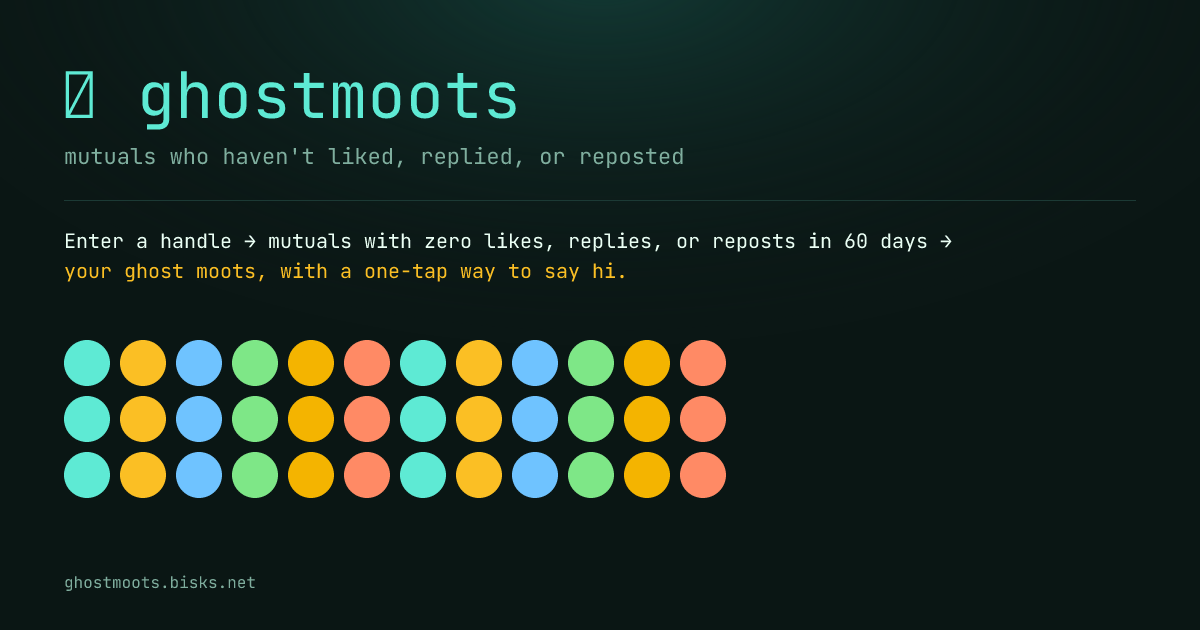 ghostmoots
mutuals who haven't liked, replied, or reposted
Enter a handle → mutuals with zero likes, replies, or reposts in 60 days →
your ghost moots, with a one-tap way to say hi.
ghostmoots.bisks.net